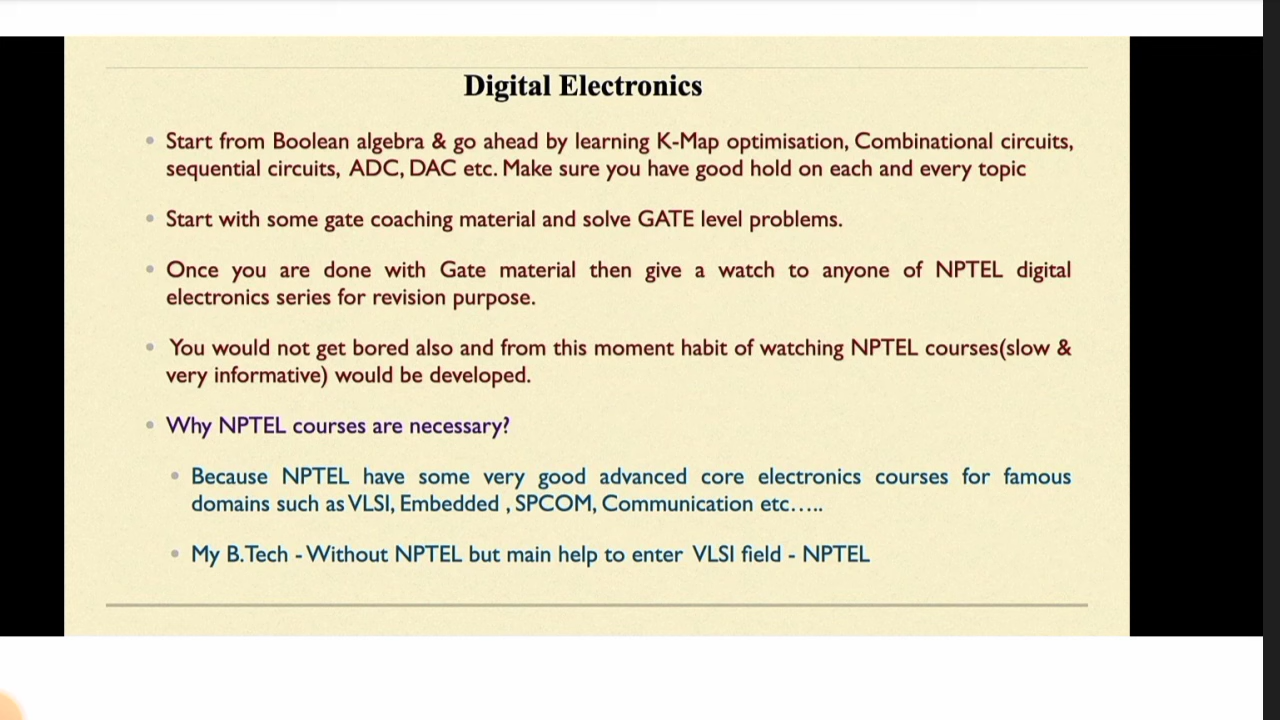 Digital Electronics
Start from Boolean algebra & go ahead by learning K-Map optimisation, Combinational circuits,
sequential circuits, ADC, DAC etc. Make sure you have good hold on each and every topic
Start with some gate coaching material and solve GATE level problems.
Once you are done with Gate material then give a watch to anyone of NPTEL digital
electronics series for revision purpose.
You would not get bored also and from this moment habit of watching NPTEL courses(slow &
very informative) would be developed.
Why NPTEL courses are necessary?
Because NPTEL have some very good advanced core electronics courses for famous
domains such as VLSI, Embedded , SPCOM, Communication etc…..
My B.Tech - Without NPTEL but main help to enter VLSI field - NPTEL